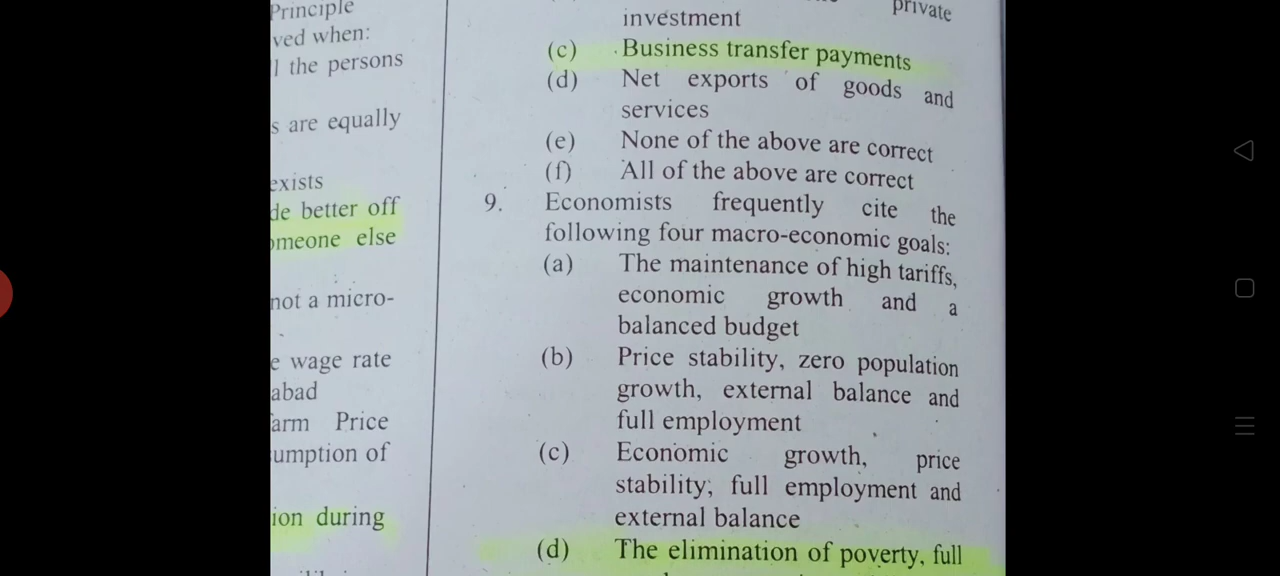 Principle
ved when:
l the persons
s are equally
exists
de better off
omeone else
not a micro-
e wage rate
abad
arm Price
umption of
ion during
private
investment
(c) Business transfer payments
(d) Net exports of goods and
services
(e) None of the above are correct
(f) All of the above are correct
9. Economists frequently cite the
following four macro-economic goals:
(a) The maintenance of high tariffs,
economic growth and a
balanced budget
(b) Price stability, zero population
growth, external balance and
full employment
(c) Economic growth, price
stability, full employment and
external balance
(d) The elimination of poverty, full